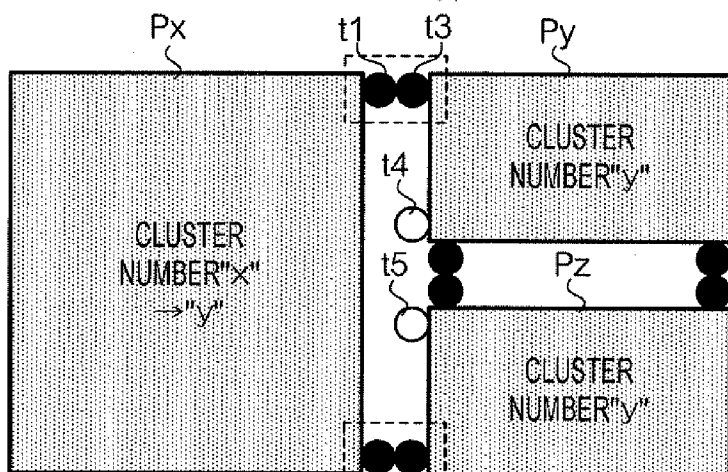 Px
t1
t3
Py
CLUSTER
NUMBER"y"
t4
CLUSTER
NUMBER"x"
→"y"
t5
Pz
CLUSTER
NUMBER"y"